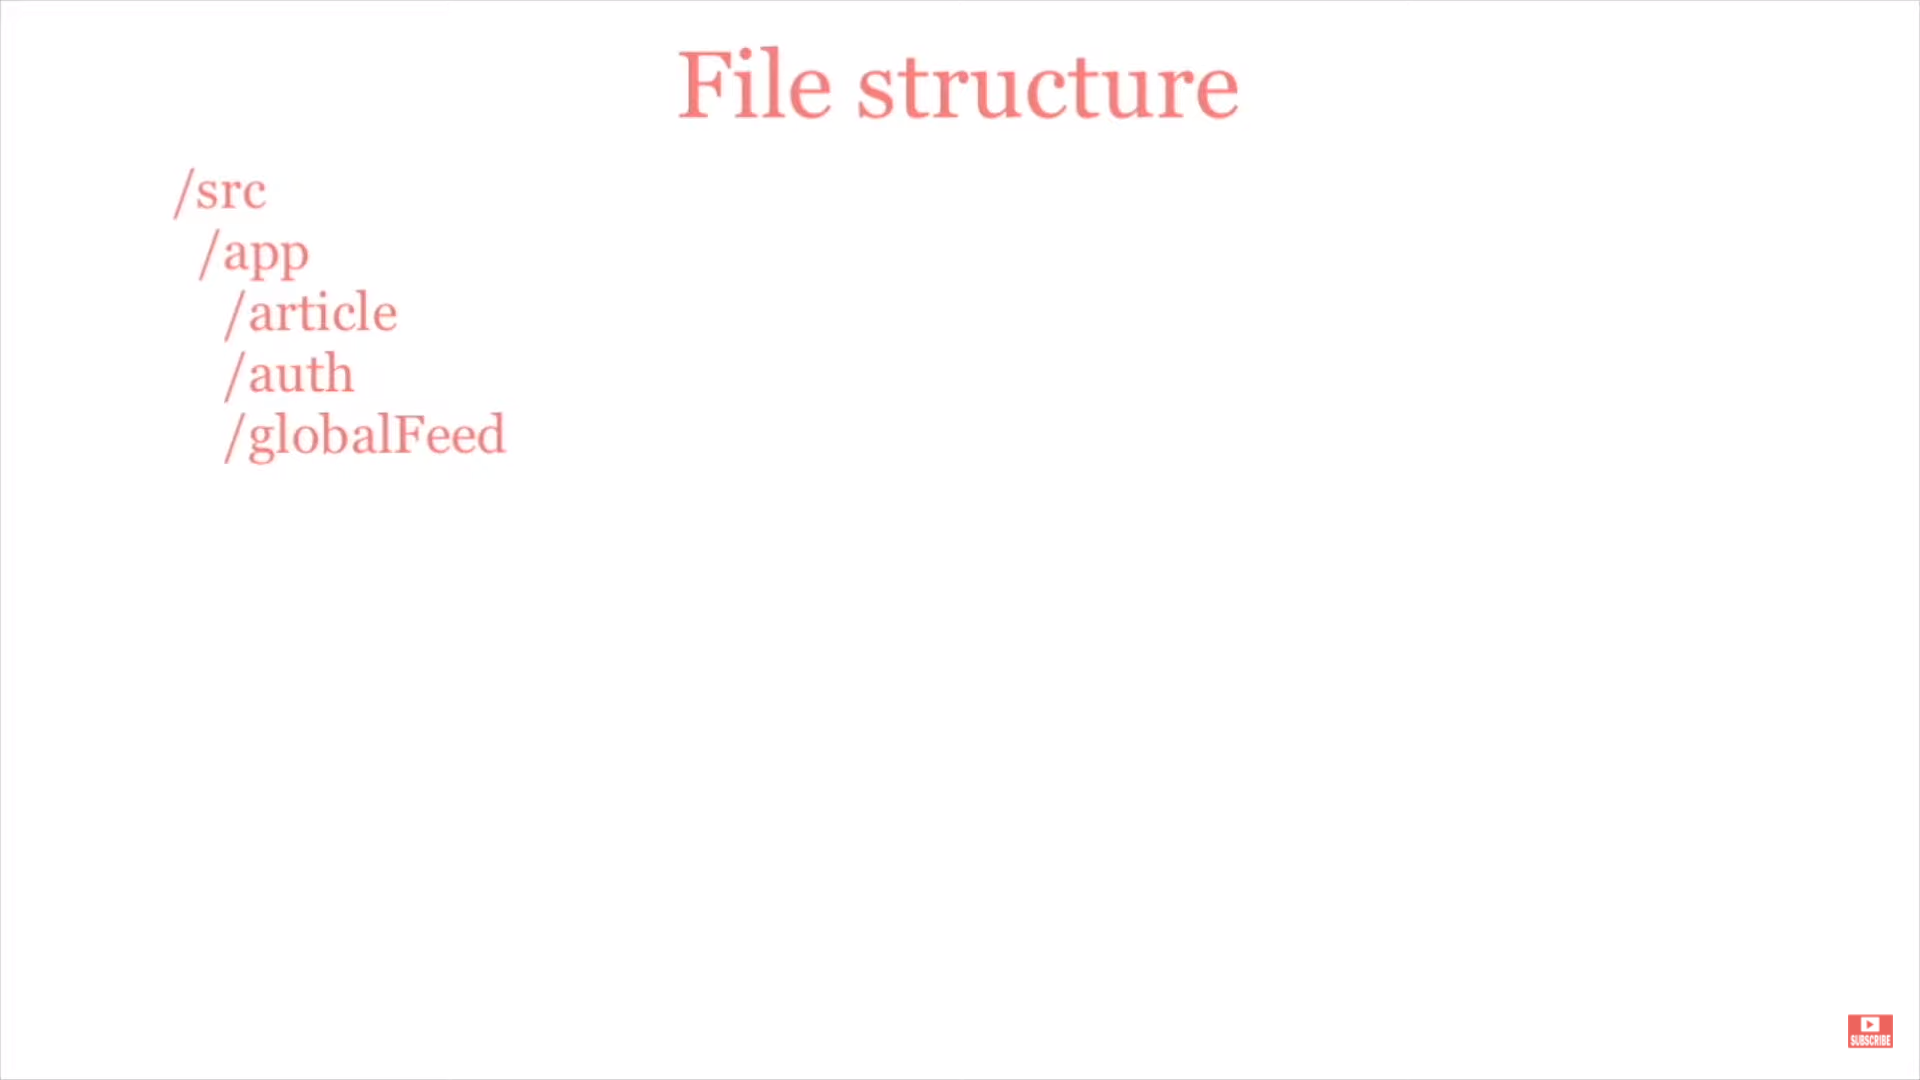 File structure
/src
/app
/article
/auth
/globalFeed
SUBSCRIBE